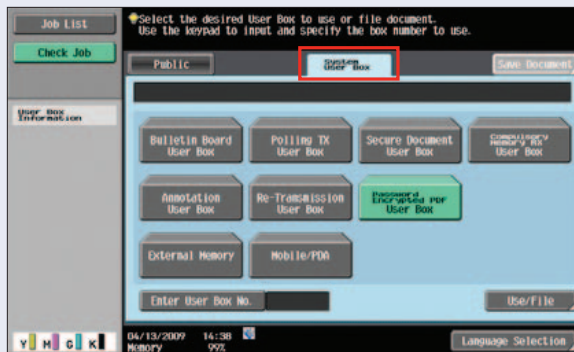 Job List
Check Job
Select the desired User Box to use or file document.
Use the keypad to input and specify the box number to use.
Public
System
User Box
Save Document
User Box
Information
Bulletin Board
User Box
Polling TX
User Box
Secure Document
User Box
Compulsory
Memory RX
User Box
Annotation
User Box
Re-Transmission
User Box
Password
Encrypted PDF
User Box
External Memory
Mobile/PDA
Enter User Box No.
Use/File
Y M C K
04/13/2009 14:38
Memory 99%
Language Selection